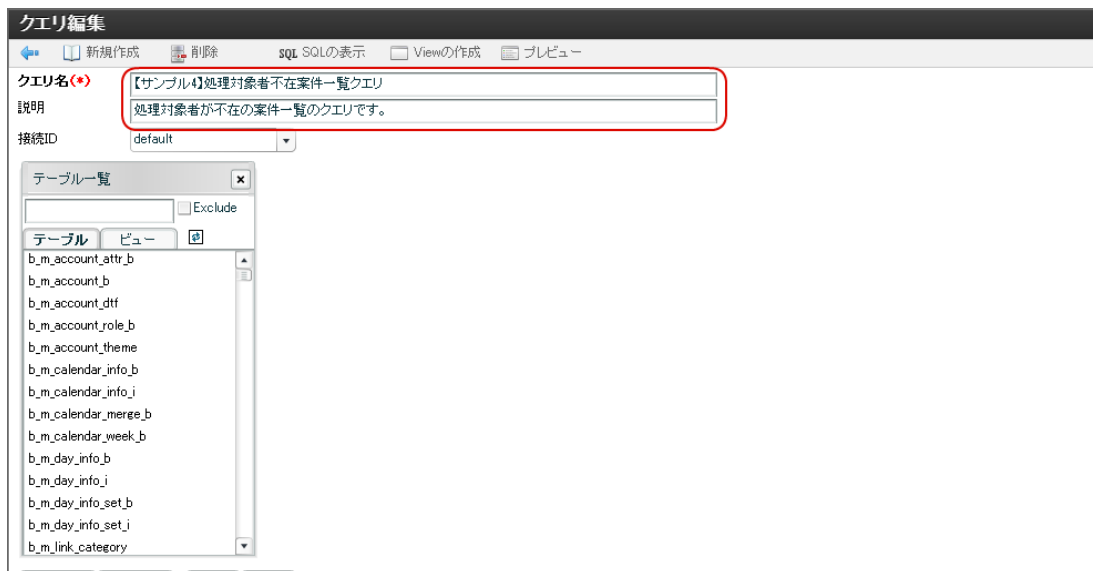 クエリ編集
新規作成 削除 SQL SQLの表示 Viewの作成 プレビュー
クエリ名(*) 【サンプル4】処理対象者不在案件一覧クエリ
説明 処理対象者が不在の案件一覧のクエリです。
接続ID default
テーブル一覧
Exclude
テーブル ビュー
b_m_account_attr_b
b_m_account_b
b_m_account_dtf
b_m_account_role_b
b_m_account_theme
b_m_calendar_info_b
b_m_calendar_info_i
b_m_calendar_merge_b
b_m_calendar_week_b
b_m_day_info_b
b_m_day_info_i
b_m_day_info_set_b
b_m_day_info_set_i
b_m_link_category